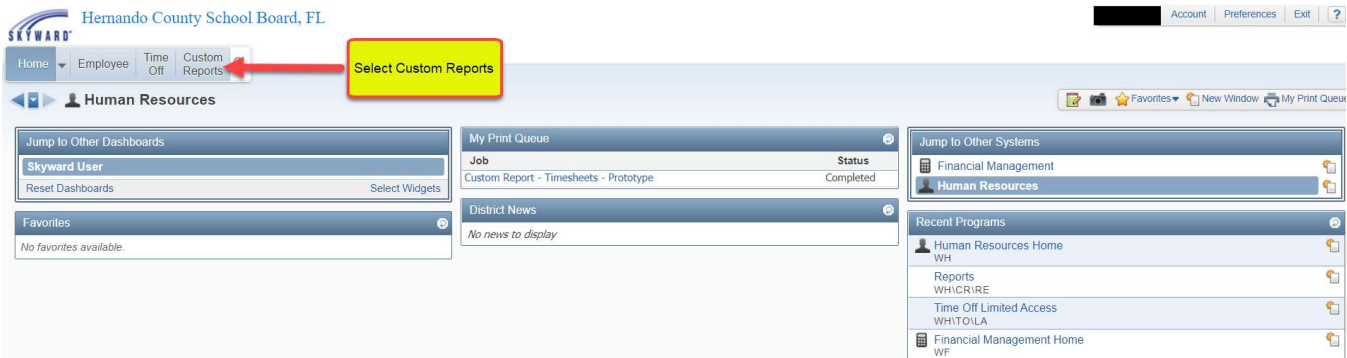 Hernando County School Board, FL
SKYWARD
Account Preferences Exit ?
Home Employee Time Off Custom Reports
Select Custom Reports
Human Resources
Favorites New Window My Print Queue
Jump to Other Dashboards
Skyward User
Reset Dashboards Select Widgets
Favorites
No favorites available.
My Print Queue
Job Status
Custom Report - Timesheets - Prototype Completed
District News
No news to display
Jump to Other Systems
Financial Management
Human Resources
Recent Programs
Human Resources Home
WH
Reports
WH\CR\RE
Time Off Limited Access
WH\TO\LA
Financial Management Home
WF